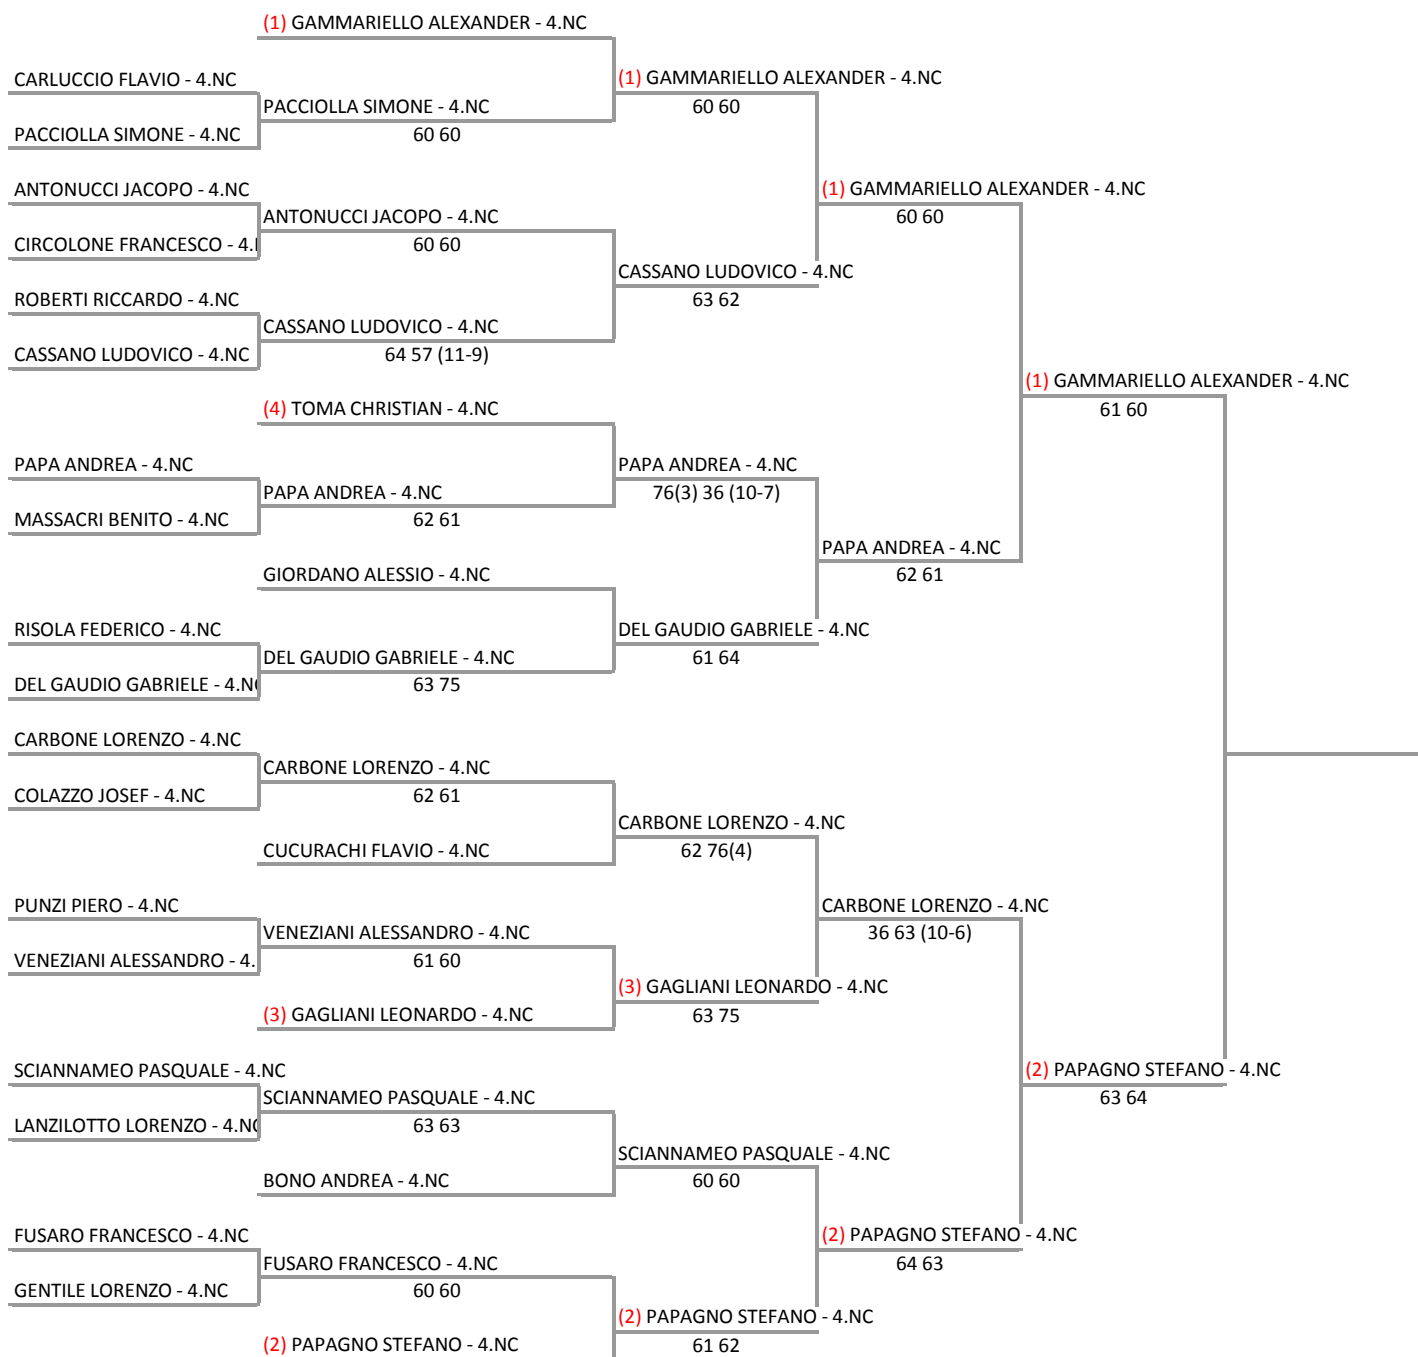 (1) GAMMARIELLO ALEXANDER - 4.NC
CARLUCCIO FLAVIO - 4.NC
(1) GAMMARIELLO ALEXANDER - 4.NC
PACCIOLLA SIMONE - 4.NC
60 60
PACCIOLLA SIMONE - 4.NC
60 60
ANTONUCCI JACOPO - 4.NC
(1) GAMMARIELLO ALEXANDER - 4.NC
ANTONUCCI JACOPO - 4.NC
60 60
CIRCOLONE FRANCESCO - 4.
60 60
CASSANO LUDOVICO - 4.NC
ROBERTI RICCARDO - 4.NC
63 62
CASSANO LUDOVICO - 4.NC
CASSANO LUDOVICO - 4.NC
64 57 (11-9)
(1) GAMMARIELLO ALEXANDER - 4.NC
(4) TOMA CHRISTIAN - 4.NC
61 60
PAPA ANDREA - 4.NC
PAPA ANDREA - 4.NC
PAPA ANDREA - 4.NC
76(3) 36 (10-7)
MASSACRI BENITO - 4.NC
62 61
PAPA ANDREA - 4.NC
GIORDANO ALESSIO - 4.NC
62 61
RISOLA FEDERICO - 4.NC
DEL GAUDIO GABRIELE - 4.NC
DEL GAUDIO GABRIELE - 4.NC
61 64
DEL GAUDIO GABRIELE - 4.NC
63 75
CARBONE LORENZO - 4.NC
CARBONE LORENZO - 4.NC
COLAZZO JOSEF - 4.NC
62 61
CARBONE LORENZO - 4.NC
CUCURACHI FLAVIO - 4.NC
62 76(4)
PUNZI PIERO - 4.NC
CARBONE LORENZO - 4.NC
VENEZIANI ALESSANDRO - 4.NC
36 63 (10-6)
VENEZIANI ALESSANDRO - 4.
61 60
(3) GAGLIANI LEONARDO - 4.NC
(3) GAGLIANI LEONARDO - 4.NC
63 75
SCIANNAMEO PASQUALE - 4.NC
(2) PAPAGNO STEFANO - 4.NC
SCIANNAMEO PASQUALE - 4.NC
63 64
LANZILOTTO LORENZO - 4.NC
63 63
SCIANNAMEO PASQUALE - 4.NC
BONO ANDREA - 4.NC
60 60
FUSARO FRANCESCO - 4.NC
(2) PAPAGNO STEFANO - 4.NC
FUSARO FRANCESCO - 4.NC
64 63
GENTILE LORENZO - 4.NC
60 60
(2) PAPAGNO STEFANO - 4.NC
(2) PAPAGNO STEFANO - 4.NC
61 62